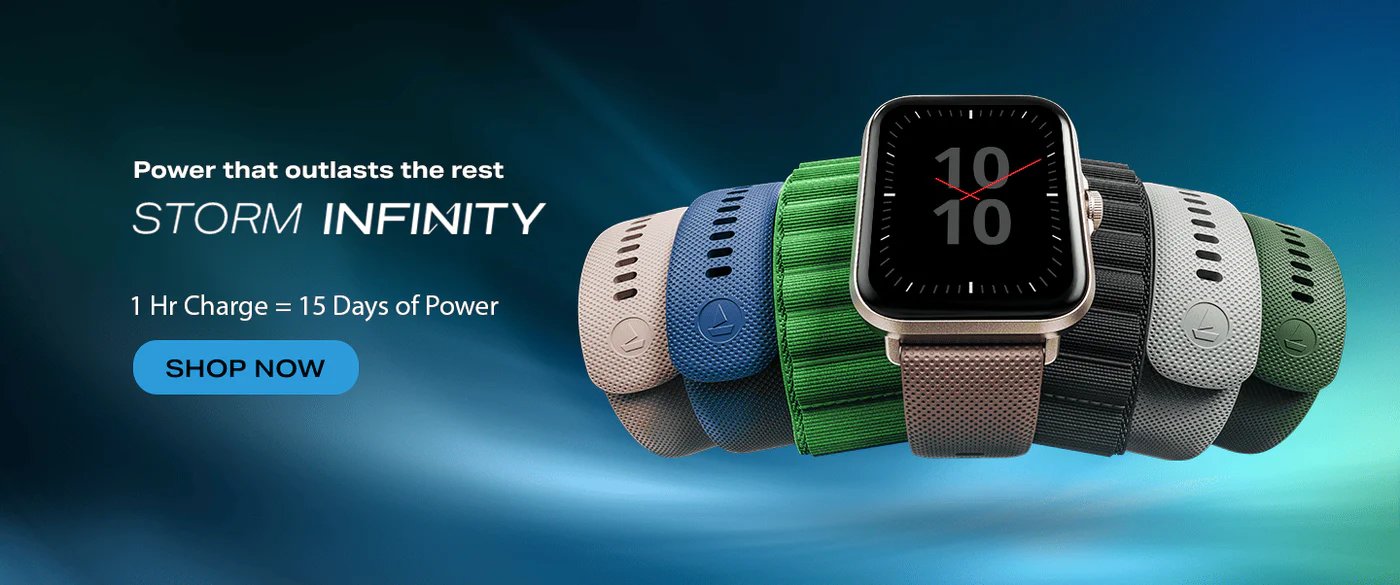 Power that outlasts the rest
STORM INFINITY
1 Hr Charge = 15 Days of Power
SHOP NOW
10
10